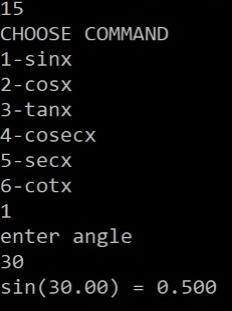 15
CHOOSE COMMAND
1-sinx
2-cosx
3-tanx
4-cosecx
5-secx
6-cotx
1
enter angle
30
sin(30.00) = 0.500